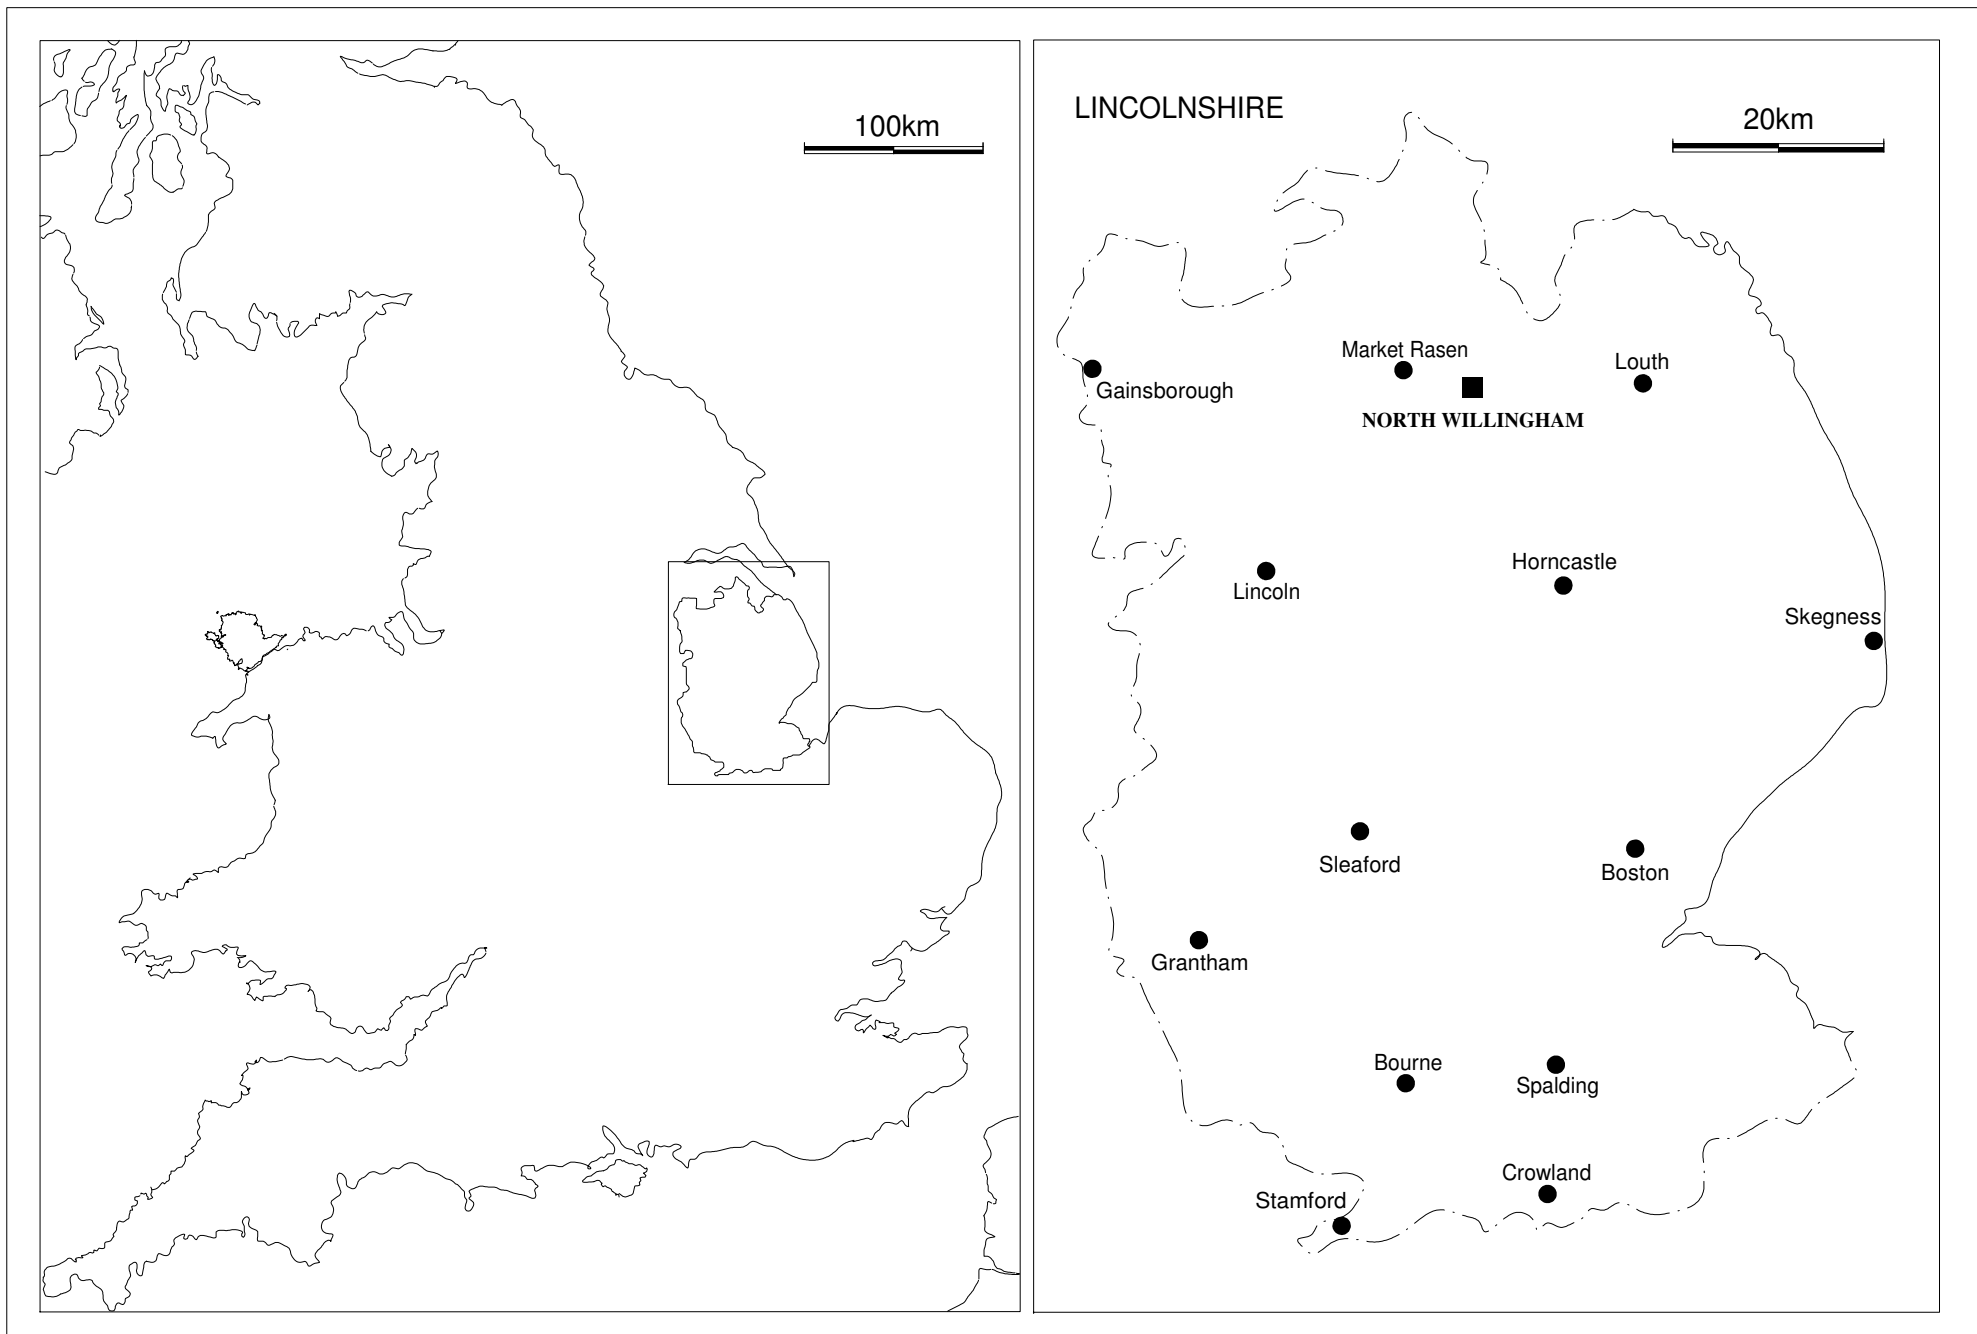 100km
LINCOLNSHIRE
20km
Market Rasen
Louth
Gainsborough
NORTH WILLINGHAM
Horncastle
Lincoln
Skegness
Sleaford
Boston
Grantham
Bourne
Spalding
Crowland
Stamford